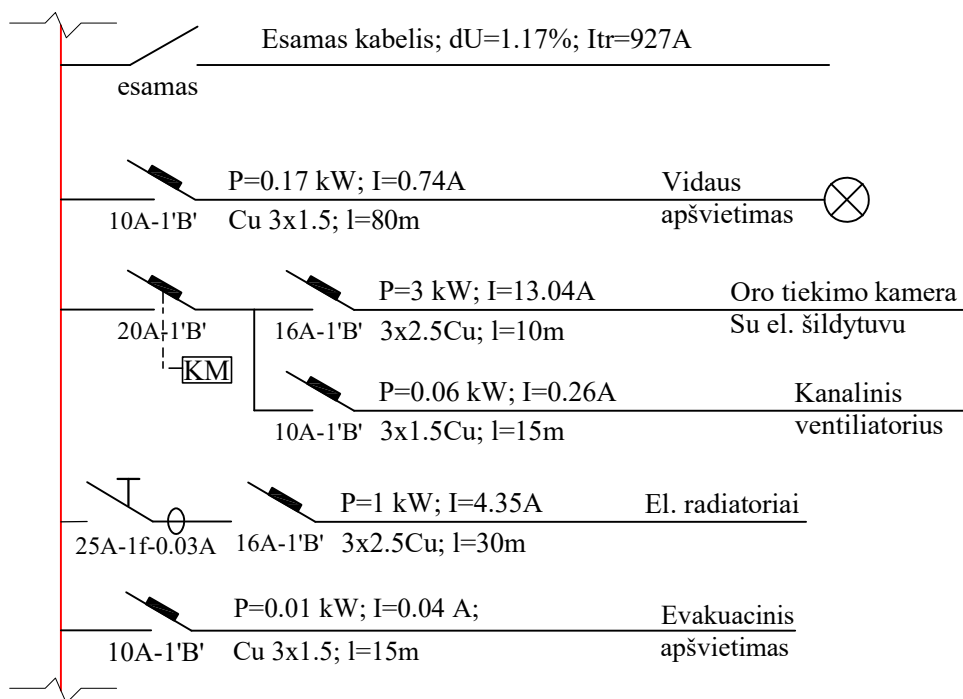 Esamas kabelis; dU=1.17%; Itr=927A
esamas
P=0.17 kW; I=0.74A
Vidaus
10A-1'B'
Cu 3x1.5; l=80m
apšvietimas
P=3 kW; I=13.04A
Oro tiekimo kamera
20A-1'B'
16A-1'B'
3x2.5Cu; l=10m
Su el. šildytuvu
KM
P=0.06 kW; I=0.26A
Kanalinis
10A-1'B'
3x1.5Cu; l=15m
ventiliatorius
P=1 kW; I=4.35A
El. radiatoriai
25A-1f-0.03A
16A-1'B'
3x2.5Cu; l=30m
P=0.01 kW; I=0.04 A;
Evakuacinis
10A-1'B'
Cu 3x1.5; l=15m
apšvietimas